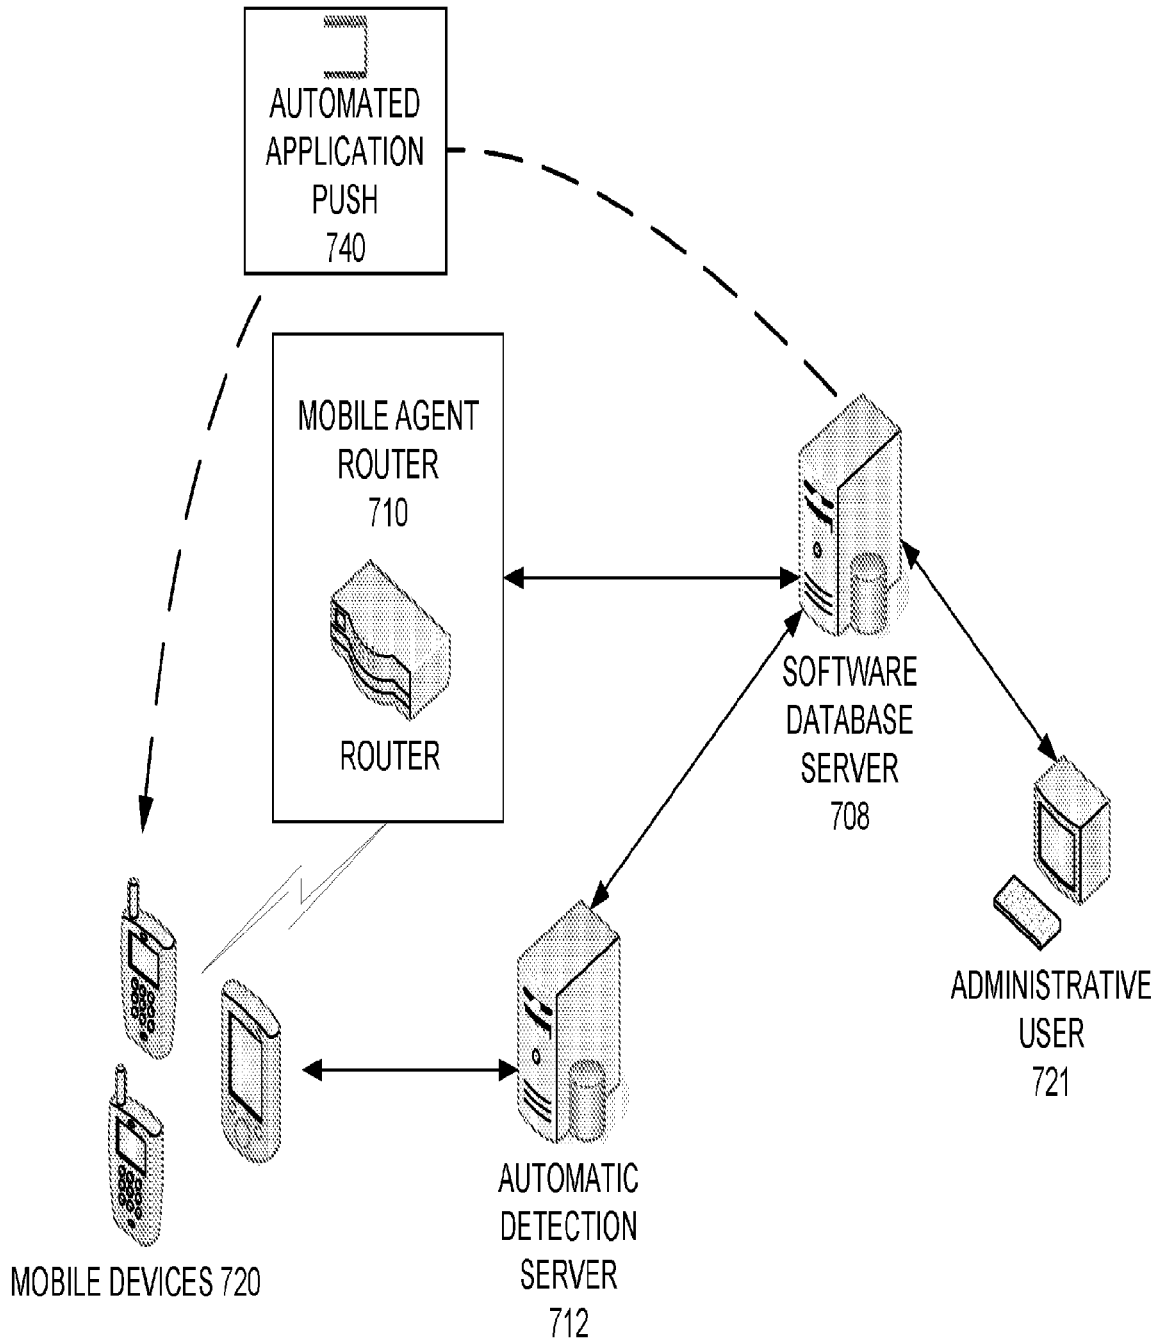 AUTOMATED
APPLICATION
PUSH
740
MOBILE AGENT
ROUTER
710
ROUTER
SOFTWARE
DATABASE
SERVER
708
ADMINISTRATIVE
USER
721
AUTOMATIC
DETECTION
SERVER
712
MOBILE DEVICES 720